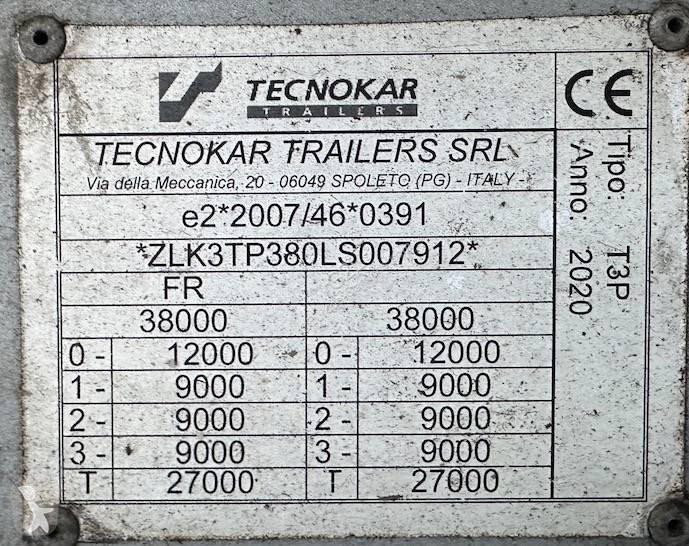 TECNOKAR
TRAILERS
CE
TECNOKAR TRAILERS SRL
Via della Meccanica, 20 - 06049 SPOLETO (PG) - ITALY -
e2*2007/46*0391
*ZLK3TP380LS007912*
FR
38000 38000
0 - 12000 0 - 12000
1 - 9000 1 - 9000
2 - 9000 2 - 9000
3 - 9000 3 - 9000
T 27000 T 27000
Tipo: T3P
Anno: 2020